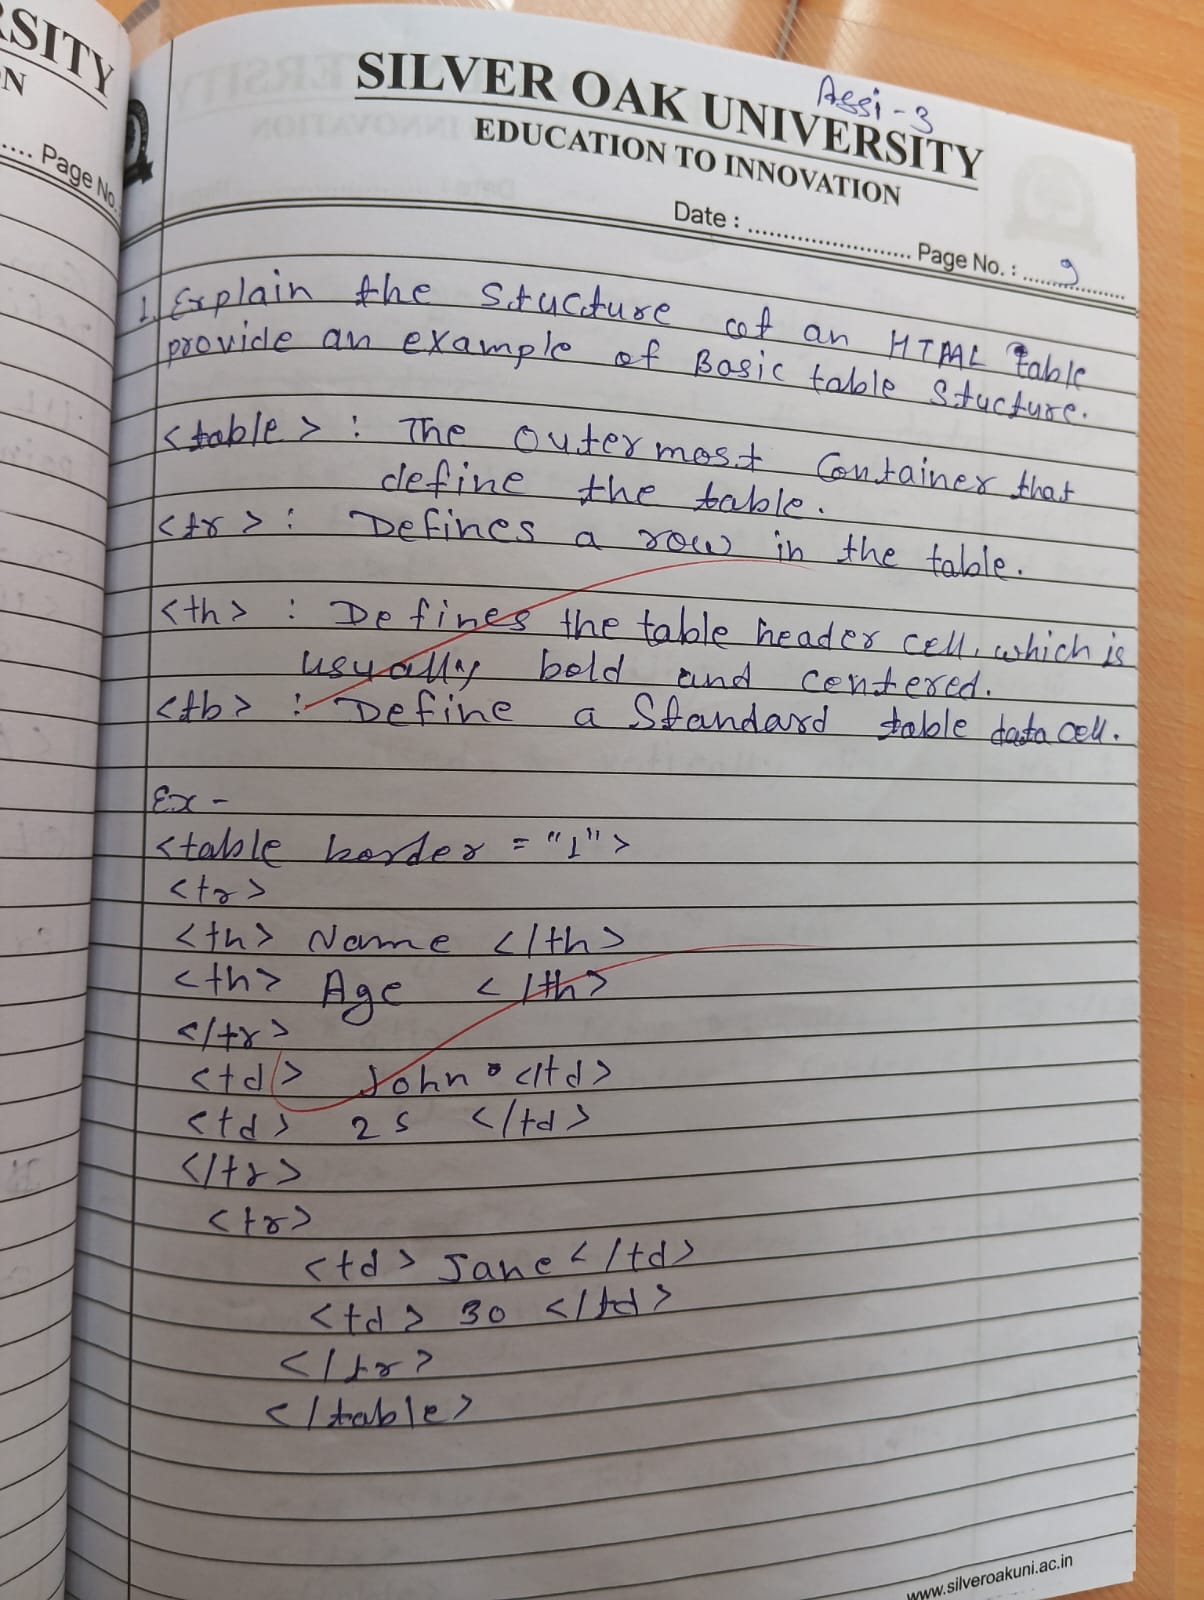 RSITY
ON
.... Page No.
Assi-3
SILVER OAK UNIVERSITY
EDUCATION TO INNOVATION
Date : ........................ Page No. : ................
9
1. Explain the Stucture of an HTML table
provide an example of Basic table Stucture.
<table> : The outermost Container that
define the table.
<tr> : Defines a row in the table.
<th> : Defines the table header cell, which is
usually bold and centered.
<tb> : Define a Standard table data cell.
Ex -
<table border = "1">
<tr>
<th> Name </th>
<th> Age </th>
</tr>
<td> John </td>
<td> 25 </td>
</tr>
<tr>
<td> Jane </td>
<td> 30 </td>
</tr>
</table>
www.silveroakuni.ac.in